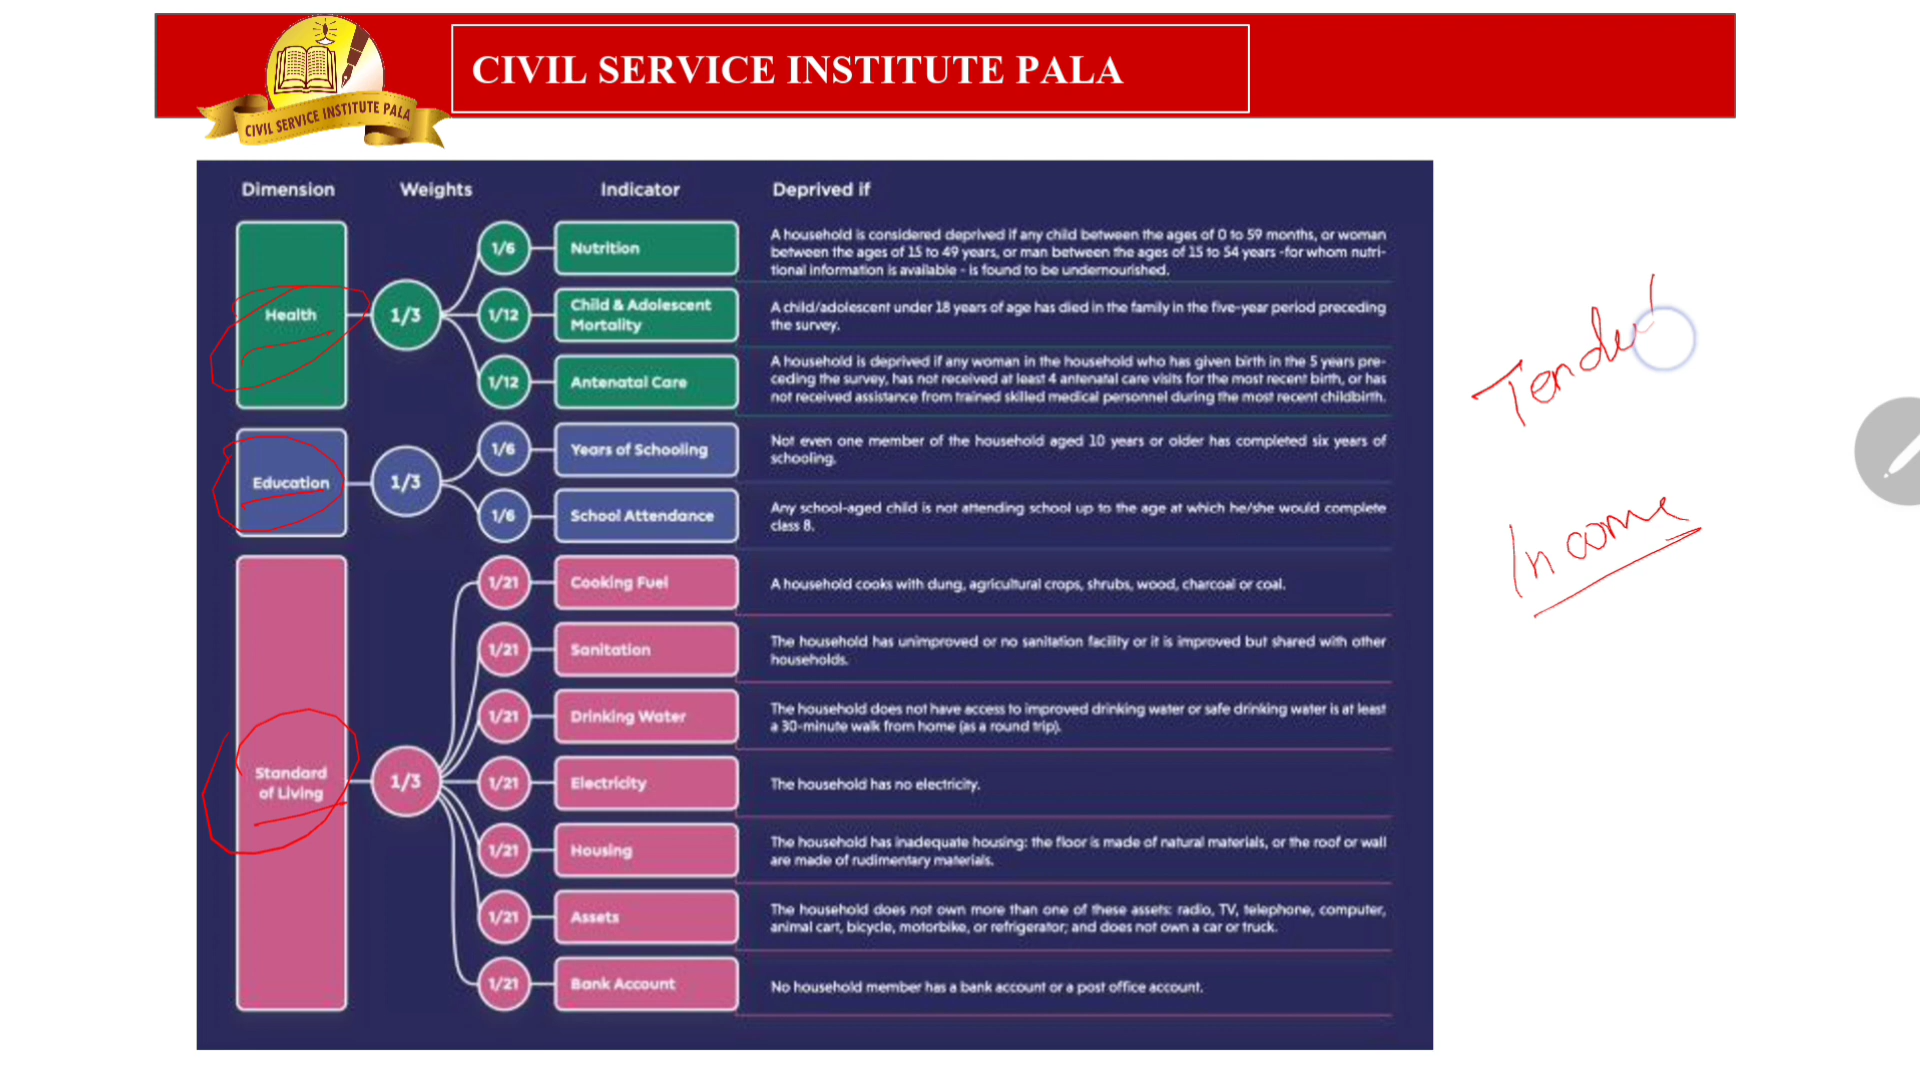 CIVIL SERVICE INSTITUTE PALA
CIVIL SERVICE INSTITUTE PALA
Dimension Weights Indicator Deprived if
Health
1/3
1/6 Nutrition
A household is considered deprived if any child between the ages of 0 to 59 months, or woman
between the ages of 15 to 49 years, or man between the ages of 15 to 54 years -for whom nutri-
tional information is available - is found to be undernourished.
1/12 Child & Adolescent
Mortality
A child/adolescent under 18 years of age has died in the family in the five-year period preceding
the survey.
1/12 Antenatal Care
A household is deprived if any woman in the household who has given birth in the 5 years pre-
ceding the survey, has not received at least 4 antenatal care visits for the most recent birth, or has
not received assistance from trained skilled medical personnel during the most recent childbirth.
Education
1/3
1/6 Years of Schooling
Not even one member of the household aged 10 years or older has completed six years of
schooling.
1/6 School Attendance
Any school-aged child is not attending school up to the age at which he/she would complete
class 8.
Standard
of Living
1/3
1/21 Cooking Fuel
A household cooks with dung, agricultural crops, shrubs, wood, charcoal or coal.
1/21 Sanitation
The household has unimproved or no sanitation facility or it is improved but shared with other
households.
1/21 Drinking Water
The household does not have access to improved drinking water or safe drinking water is at least
a 30-minute walk from home (as a round trip).
1/21 Electricity
The household has no electricity.
1/21 Housing
The household has inadequate housing: the floor is made of natural materials, or the roof or wall
are made of rudimentary materials.
1/21 Assets
The household does not own more than one of these assets: radio, TV, telephone, computer,
animal cart, bicycle, motorbike, or refrigerator; and does not own a car or truck.
1/21 Bank Account
No household member has a bank account or a post office account.
Income